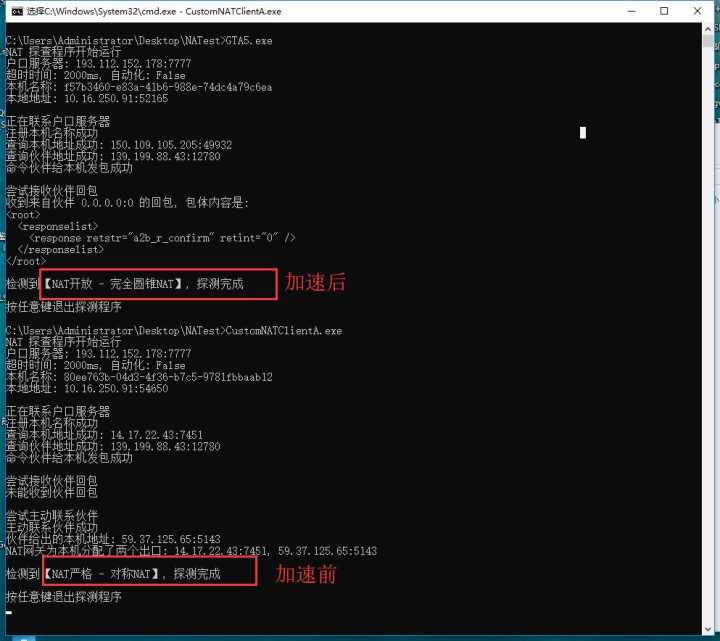 选择C:\Windows\System32\cmd.exe - CustomNATClientA.exe
C:\Users\Administrator\Desktop\NATest>GTA5.exe
NAT 探查程序开始运行
户口服务器: 193.112.152.178:7777
超时时间: 2000ms, 自动化: False
本机名称: f57b3460-e83a-41b6-988e-74dc4a79c6ea
本地地址: 10.16.250.91:52165
正在联系户口服务器
注册本机名称成功
查询本机地址成功: 150.109.105.205:49932
查询伙伴地址成功: 139.199.88.43:12780
命令伙伴给本机发包成功
尝试接收伙伴回包
收到来自伙伴 0.0.0.0:0 的回包, 包体内容是:
<root>
<responselist>
<response retstr="a2b_r_confirm" retint="0" />
</responselist>
</root>
检测到【NAT开放 - 完全圆锥NAT】, 探测完成
加速后
按任意键退出探测程序
C:\Users\Administrator\Desktop\NATest>CustomNATClientA.exe
NAT 探查程序开始运行
户口服务器: 193.112.152.178:7777
超时时间: 2000ms, 自动化: False
本机名称: 80ee763b-04d3-4f36-b7c5-9781fbbaab12
本地地址: 10.16.250.91:54650
正在联系户口服务器
注册本机名称成功
查询本机地址成功: 14.17.22.43:7451
查询伙伴地址成功: 139.199.88.43:12780
命令伙伴给本机发包成功
尝试接收伙伴回包
未能收到伙伴回包
尝试主动联系伙伴
主动联系伙伴成功
伙伴给出的本机地址: 59.37.125.65:5143
NAT网关为本机分配了两个出口: 14.17.22.43:7451, 59.37.125.65:5143
检测到【NAT严格 - 对称NAT】, 探测完成
加速前
按任意键退出探测程序